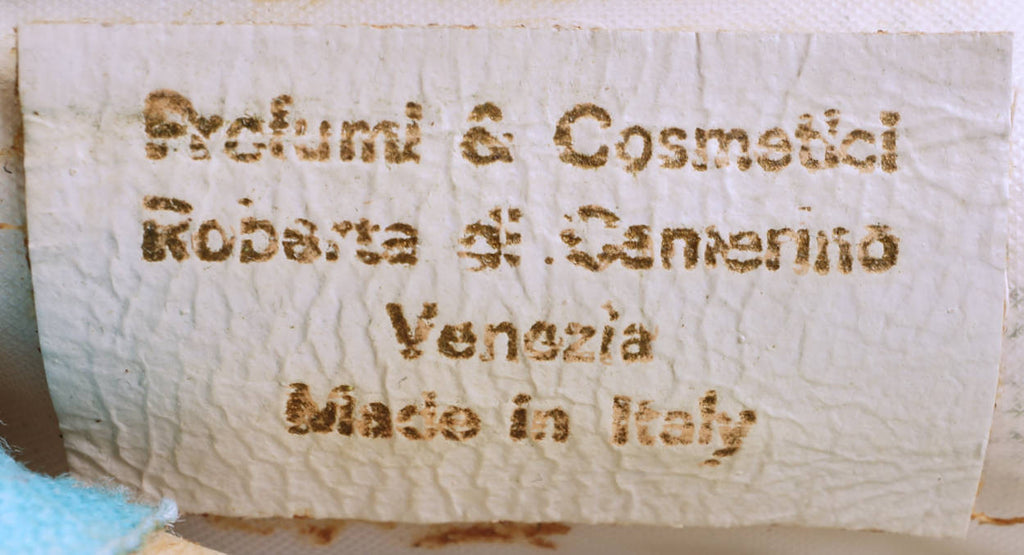 Profumi & Cosmetici
Roberta di Camerino
Venezia
Made in Italy